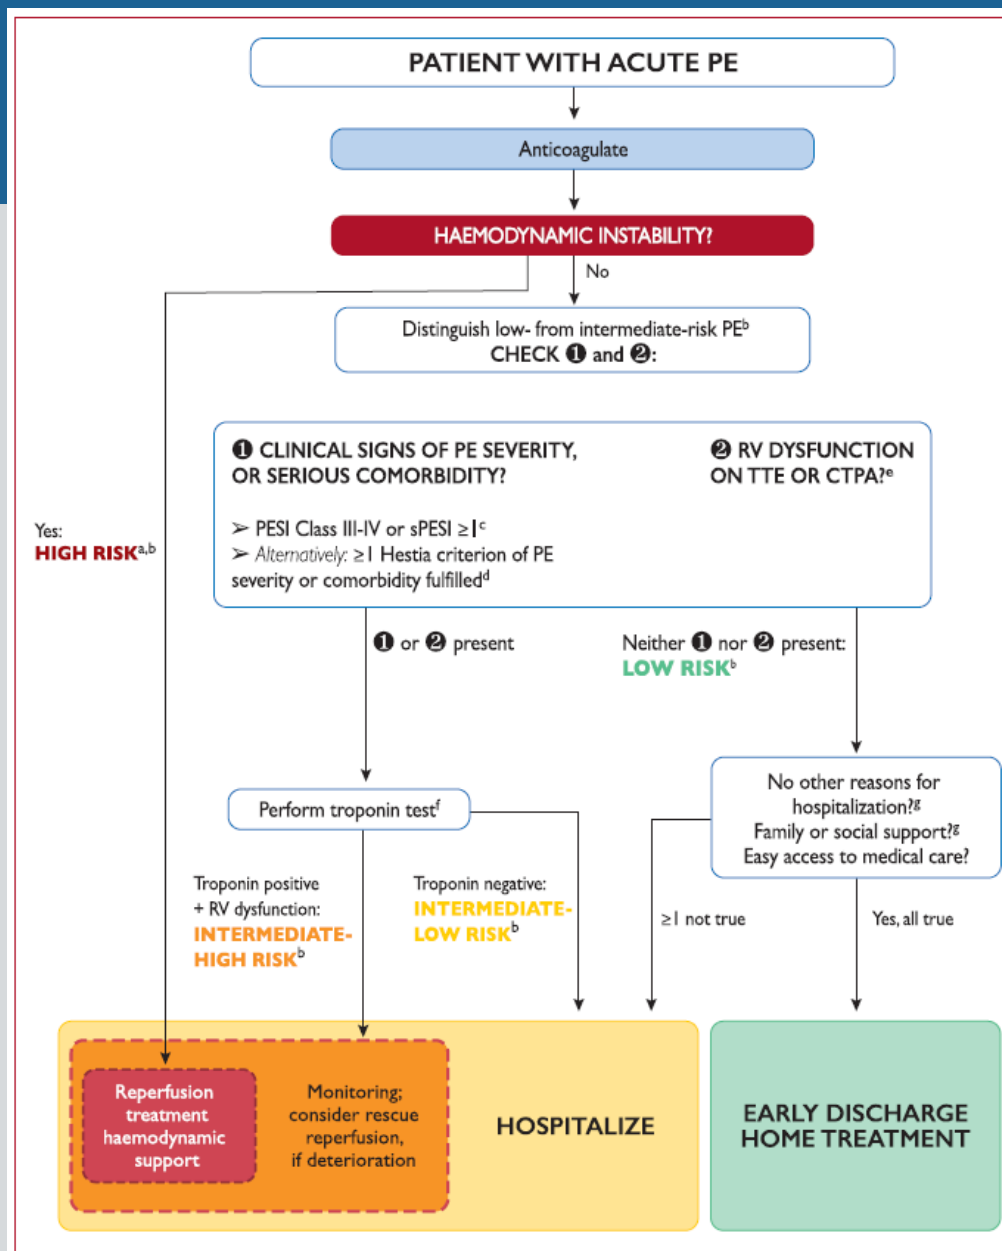 PATIENT WITH ACUTE PE
Anticoagulate
HAEMODYNAMIC INSTABILITY?
No
Distinguish low- from intermediate-risk PEᵇ
CHECK ❶ and ❷:
❶ CLINICAL SIGNS OF PE SEVERITY,
OR SERIOUS COMORBIDITY?
➢ PESI Class III-IV or sPESI ≥1ᶜ
➢ Alternatively: ≥1 Hestia criterion of PE
severity or comorbidity fulfilledᵈ
❷ RV DYSFUNCTION
ON TTE OR CTPA?ᵉ
Yes:
HIGH RISKᵃ,ᵇ
❶ or ❷ present
Neither ❶ nor ❷ present:
LOW RISKᵇ
Perform troponin testᶠ
No other reasons for
hospitalization?ᵍ
Family or social support?ᵍ
Easy access to medical care?
Troponin positive
+ RV dysfunction:
INTERMEDIATE-
HIGH RISKᵇ
Troponin negative:
INTERMEDIATE-
LOW RISKᵇ
≥1 not true
Yes, all true
Reperfusion
treatment
haemodynamic
support
Monitoring;
consider rescue
reperfusion,
if deterioration
HOSPITALIZE
EARLY DISCHARGE
HOME TREATMENT